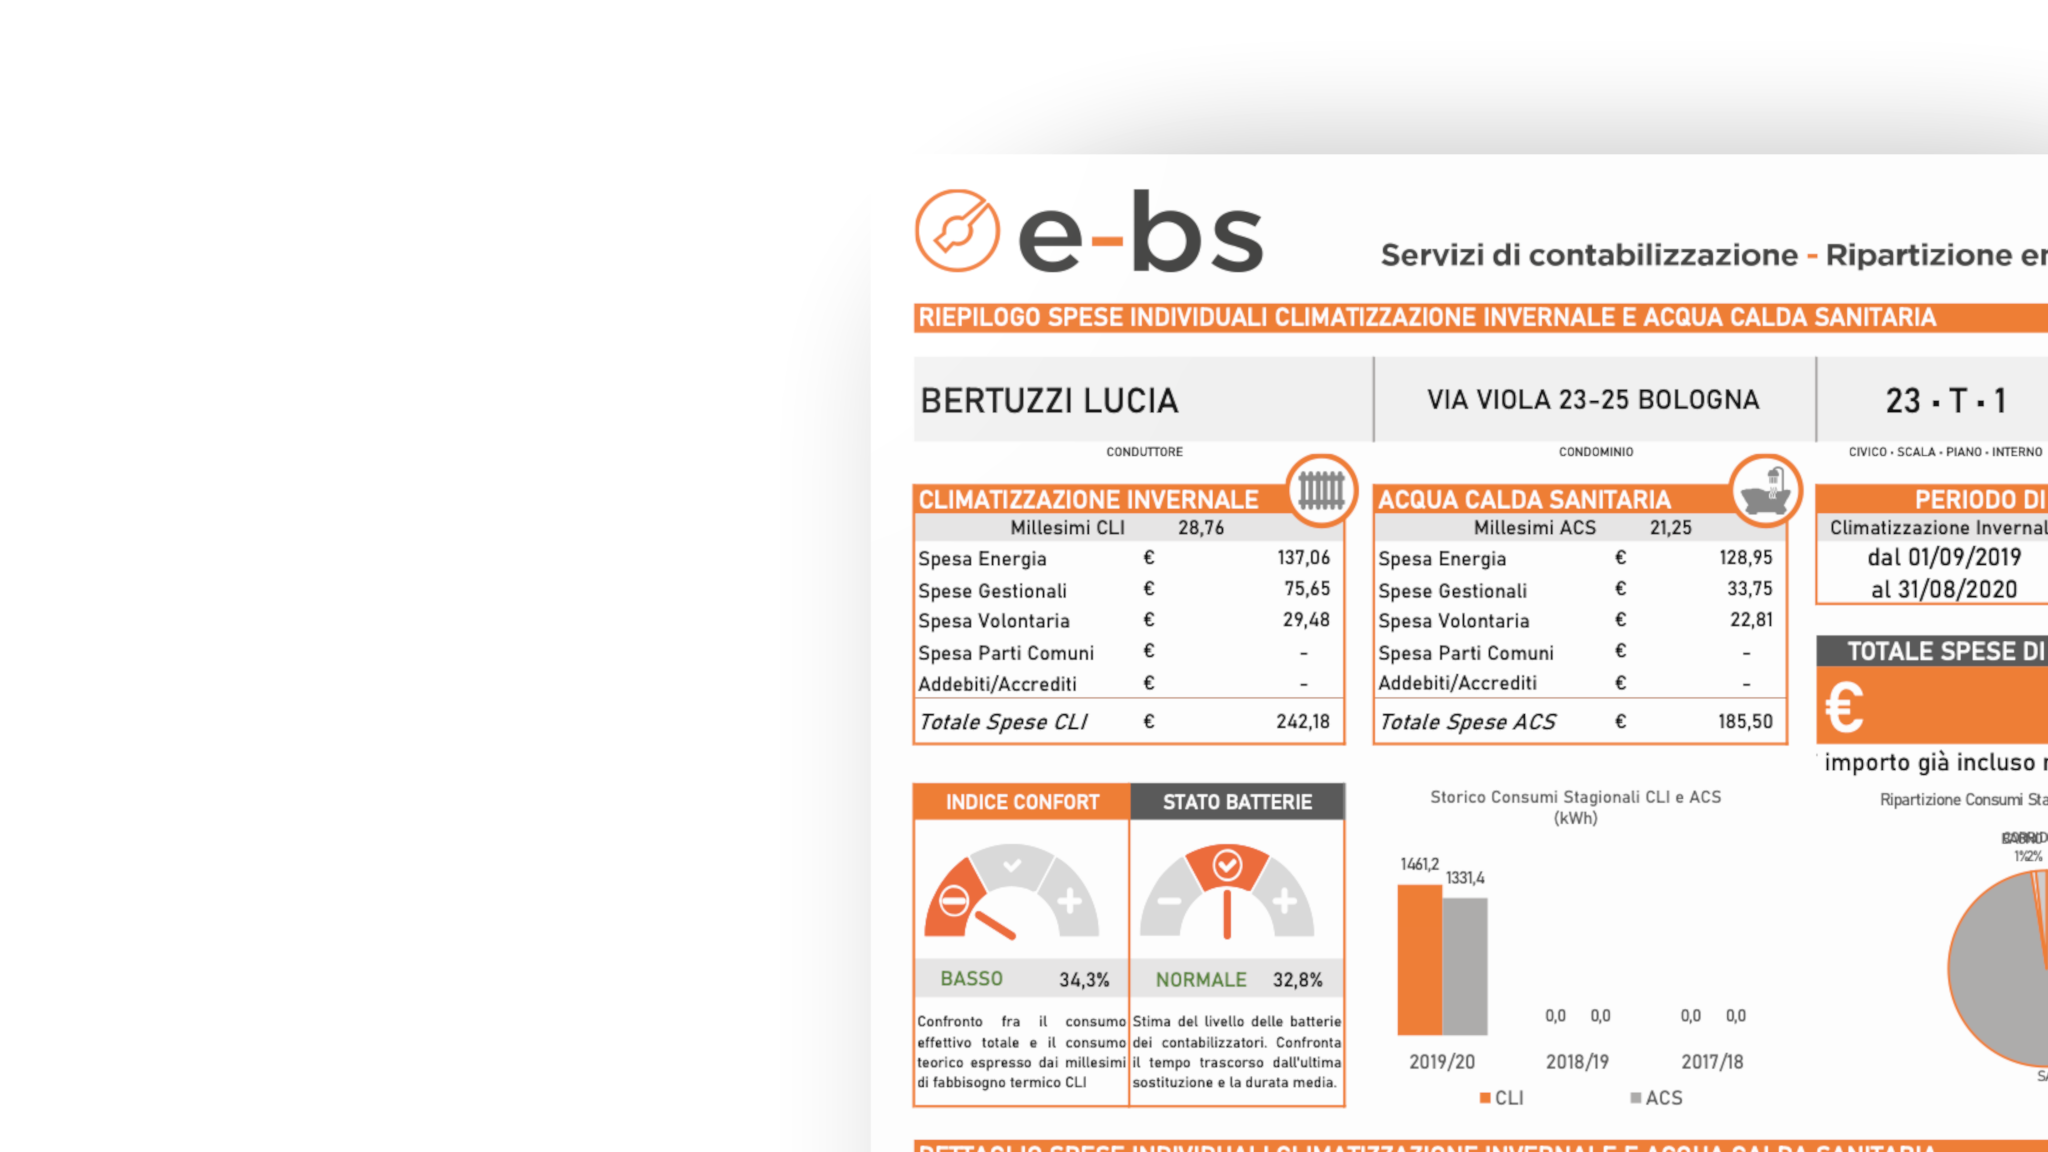 e-bs
Servizi di contabilizzazione - Ripartizione
RIEPILOGO SPESE INDIVIDUALI CLIMATIZZAZIONE INVERNALE E ACQUA CALDA SANITARIA
BERTUZZI LUCIA
VIA VIOLA 23-25 BOLOGNA
23 · T · 1
CONDUTTORE
CONDOMINIO
CIVICO · SCALA · PIANO · INTERNO
CLIMATIZZAZIONE INVERNALE
Millesimi CLI 28,76
Spesa Energia € 137,06
Spese Gestionali € 75,65
Spesa Volontaria € 29,48
Spesa Parti Comuni € -
Addebiti/Accrediti € -
Totale Spese CLI € 242,18
ACQUA CALDA SANITARIA
Millesimi ACS 21,25
Spesa Energia € 128,95
Spese Gestionali € 33,75
Spesa Volontaria € 22,81
Spesa Parti Comuni € -
Addebiti/Accrediti € -
Totale Spese ACS € 185,50
PERIODO DI
Climatizzazione Invernal
dal 01/09/2019
al 31/08/2020
TOTALE SPESE DI
€
importo già incluso
INDICE CONFORT
BASSO 34,3%
Confronto fra il consumo
effettivo totale e il consumo
teorico espresso dai millesimi
di fabbisogno termico CLI
STATO BATTERIE
NORMALE 32,8%
Stima del livello delle batterie
dei contabilizzatori. Confronta
il tempo trascorso dall'ultima
sostituzione e la durata media.
Storico Consumi Stagionali CLI e ACS
(kWh)
1461,2
1331,4
0,0 0,0
0,0 0,0
2019/20 2018/19 2017/18
CLI ACS
Ripartizione Consumi Sta
1% 2%
DETTAGLIO SPESE INDIVIDUALI CLIMATIZZAZIONE INVERNALE E ACQUA CALDA SANITARIA